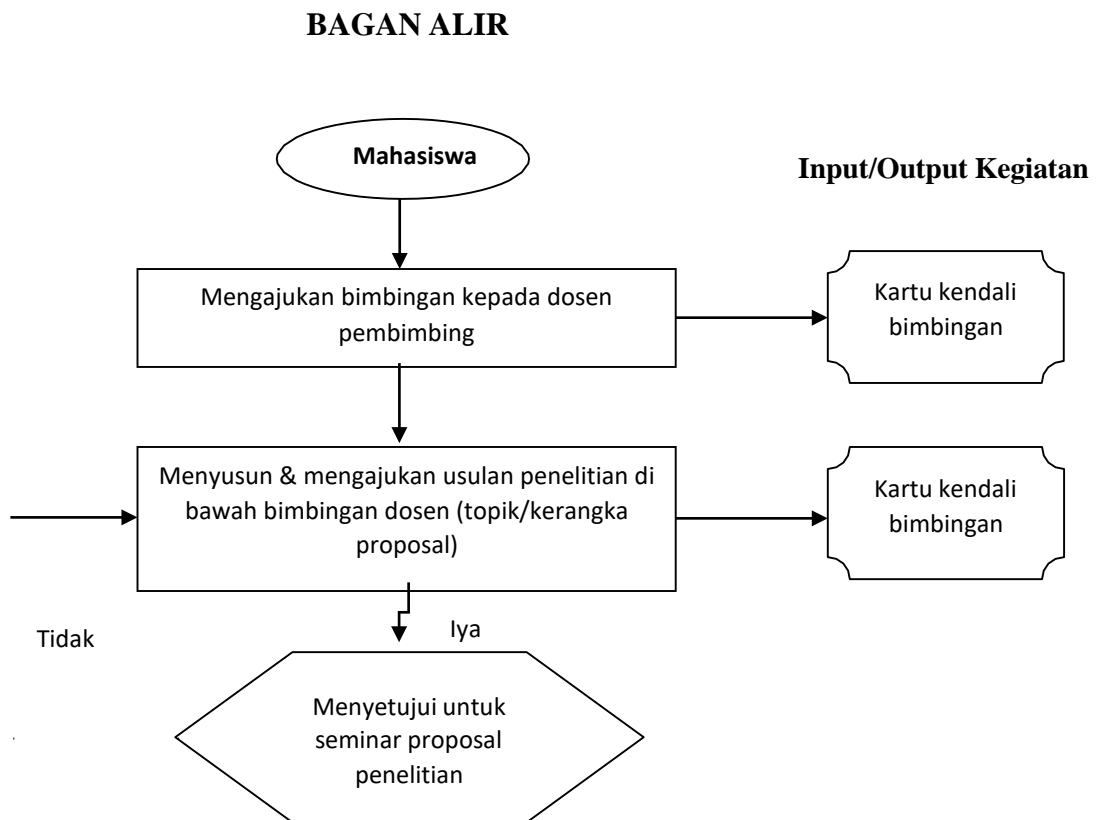 BAGAN ALIR
Mahasiswa
Input/Output Kegiatan
Mengajukan bimbingan kepada dosen
pembimbing
Kartu kendali
bimbingan
Menyusun & mengajukan usulan penelitian di
bawah bimbingan dosen (topik/kerangka
proposal)
Kartu kendali
bimbingan
Tidak
Iya
Menyetujui untuk
seminar proposal
penelitian